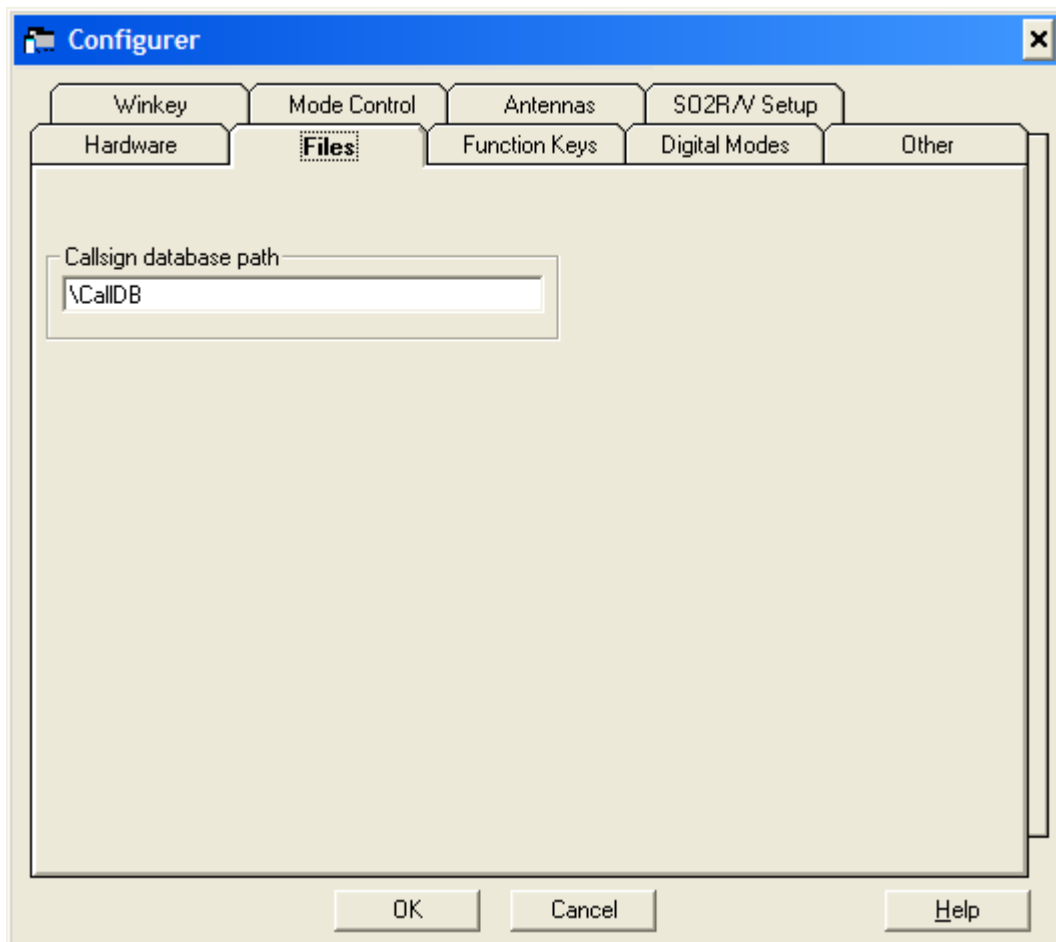 Configurer
Winkey Mode Control Antennas SO2R/V Setup
Hardware Files Function Keys Digital Modes Other
Callsign database path
\CallDB
OK Cancel Help